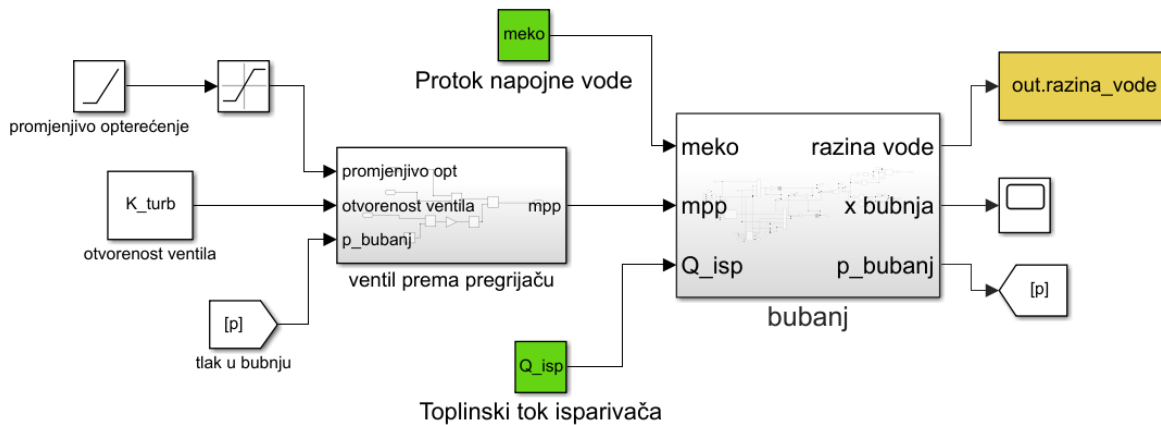 meko
Protok napojne vode
promjenjivo opterećenje
K_turb
otvorenost ventila
[p]
tlak u bubnju
promjenjivo opt
otvorenost ventila
p_bubanj
mpp
ventil prema pregrijaču
Q_isp
Toplinski tok isparivača
meko
mpp
Q_isp
razina vode
x bubnja
p_bubanj
bubanj
out.razina_vode
[p]